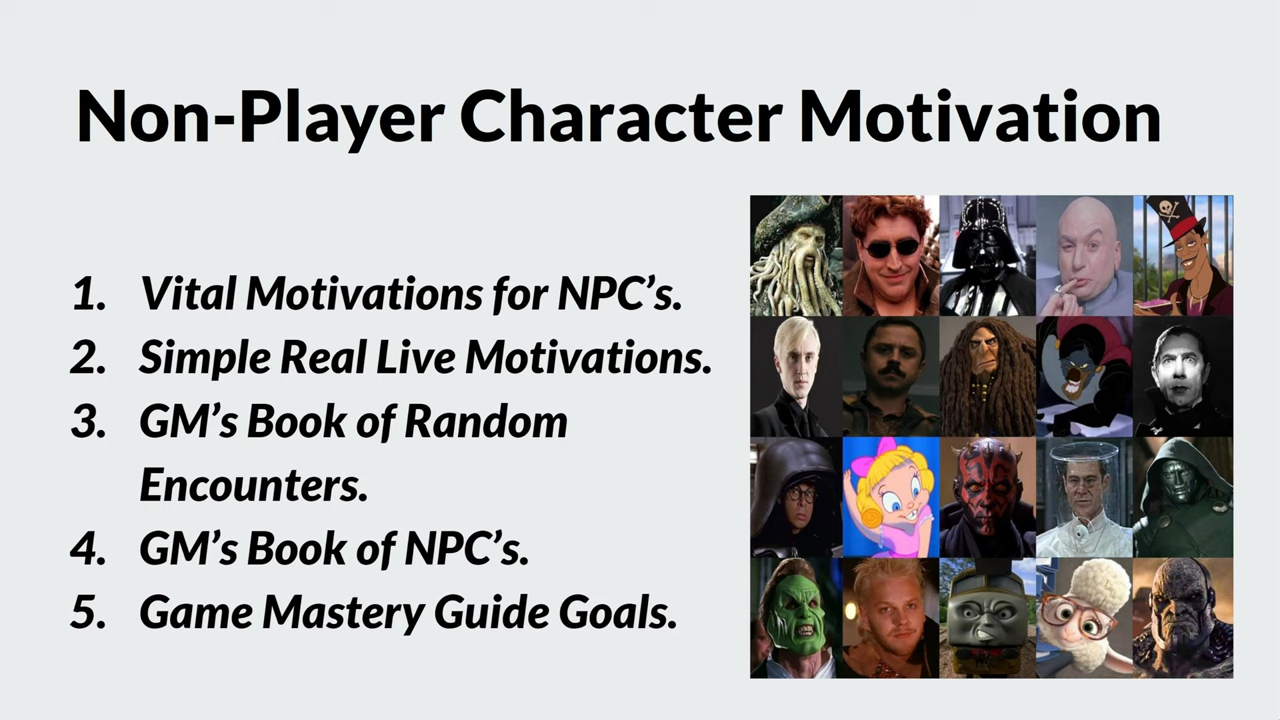 Non-Player Character Motivation
1. Vital Motivations for NPC’s.
2. Simple Real Live Motivations.
3. GM’s Book of Random
Encounters.
4. GM’s Book of NPC’s.
5. Game Mastery Guide Goals.